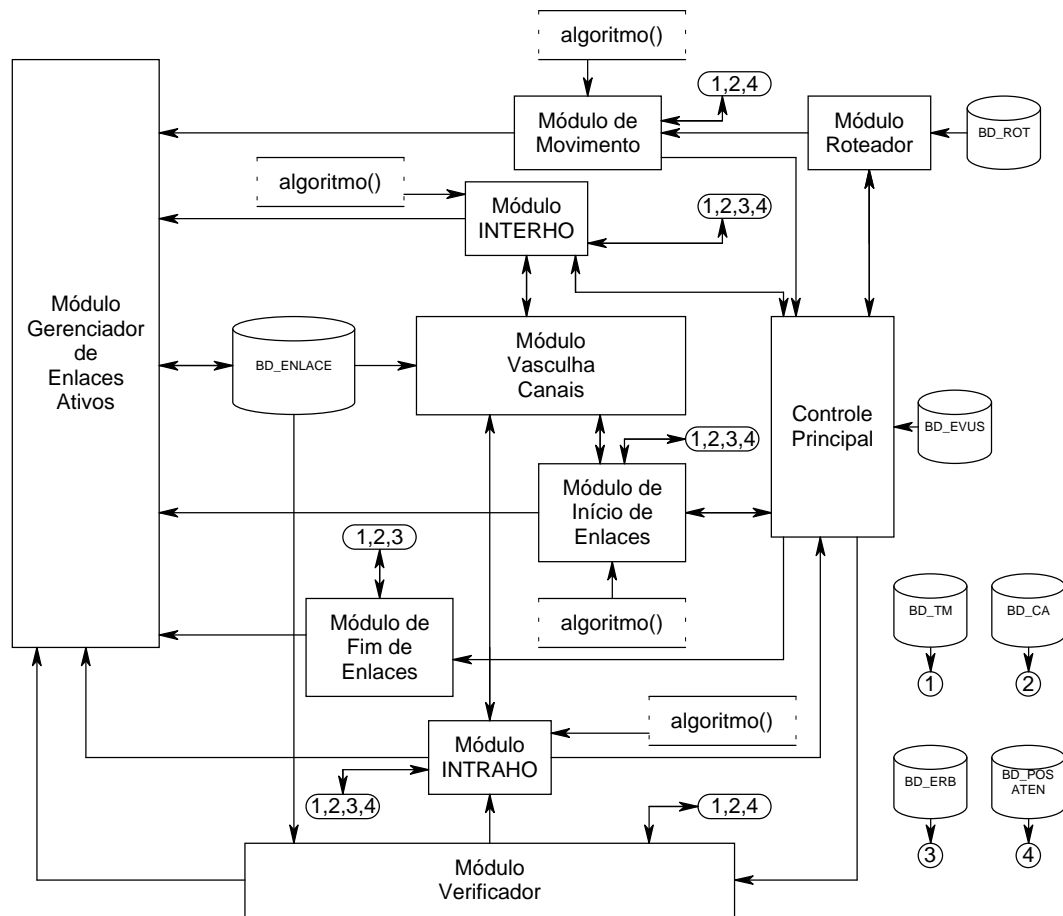 algoritmo()
1,2,4
Módulo de
Movimento
Módulo
Roteador
BD_ROT
algoritmo()
Módulo
INTERHO
1,2,3,4
Módulo
Gerenciador
de
Enlaces
Ativos
BD_ENLACE
Módulo
Vasculha
Canais
Controle
Principal
BD_EVUS
1,2,3,4
Módulo de
Início de
Enlaces
1,2,3
algoritmo()
Módulo de
Fim de
Enlaces
BD_TM
BD_CA
1
2
algoritmo()
Módulo
INTRAHO
BD_ERB
BD_POS
ATEN
1,2,3,4
1,2,4
3
4
Módulo
Verificador